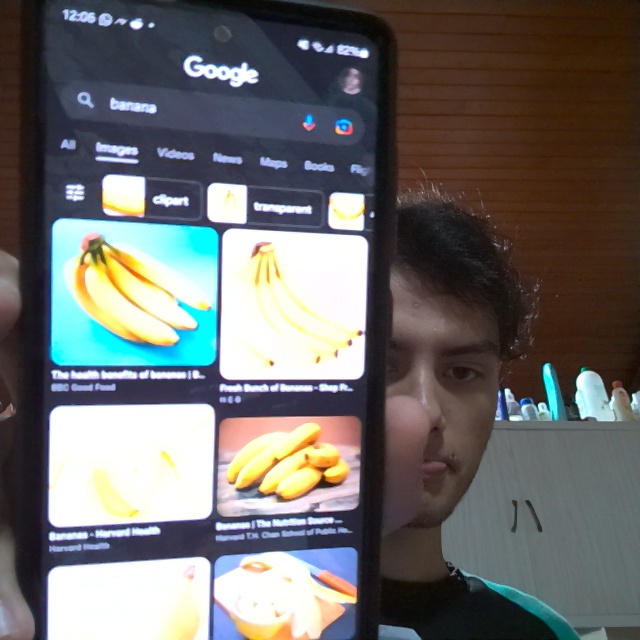 12:06
82%
Google
banana
All Images Videos News Maps Books
clipart transparent
The health benefits of bananas | B...
BBC Good Food
Fresh Bunch of Bananas - Shop Fr...
H-E-B
Bananas - Harvard Health
Harvard Health
Bananas | The Nutrition Source ...
Harvard T.H. Chan School of Public He...